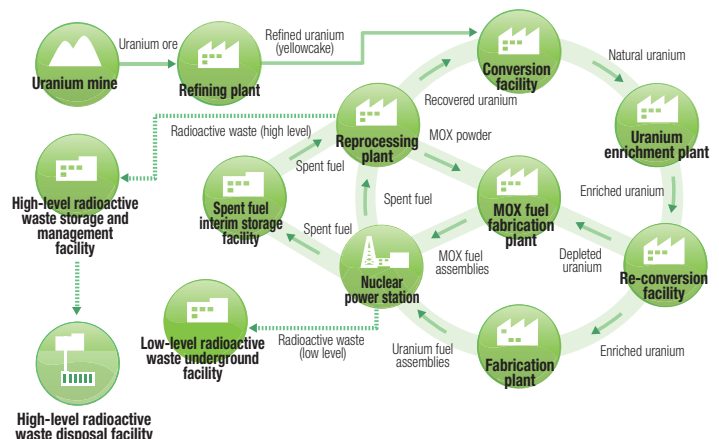 Uranium ore
Refined uranium
(yellowcake)
Uranium mine
Refining plant
Conversion
facility
Natural uranium
Recovered uranium
Radioactive waste (high level)
Reprocessing
plant
MOX powder
Uranium
enrichment plant
Spent fuel
High-level radioactive
waste storage and
management
facility
Spent fuel
interim storage
facility
Spent fuel
Spent fuel
MOX fuel
fabrication
plant
Enriched uranium
MOX fuel
assemblies
Depleted
uranium
Re-conversion
facility
Nuclear
power station
Low-level radioactive
waste underground
facility
Radioactive waste
(low level)
Uranium fuel
assemblies
Fabrication
plant
Enriched uranium
High-level radioactive
waste disposal facility